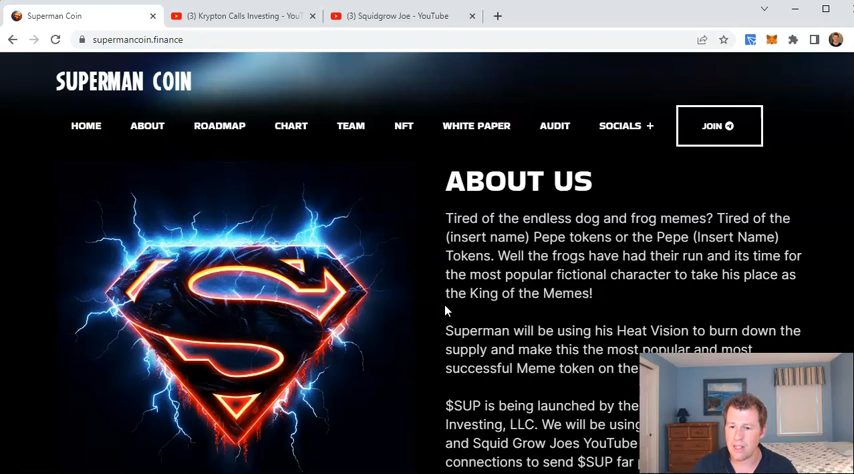 Superman Coin
(3) Krypton Calls Investing - YouT
(3) Squidgrow Joe - YouTube
supermancoin.finance
SUPERMAN COIN
HOME ABOUT ROADMAP CHART TEAM NFT WHITE PAPER AUDIT SOCIALS + JOIN
ABOUT US
Tired of the endless dog and frog memes? Tired of the
(insert name) Pepe tokens or the Pepe (Insert Name)
Tokens. Well the frogs have had their run and its time for
the most popular fictional character to take his place as
the King of the Memes!
Superman will be using his Heat Vision to burn down the
supply and make this the most popular and most
successful Meme token on the
$SUP is being launched by the
Investing, LLC. We will be using
and Squid Grow Joes YouTube
connections to send $SUP far